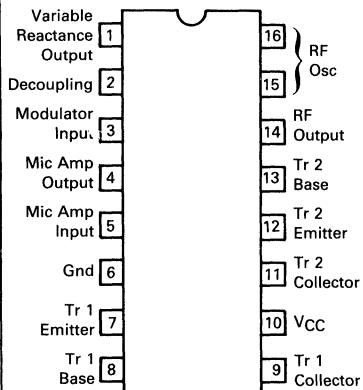 Variable
Reactance
Output
1
Decoupling
2
Modulator
Input
3
Mic Amp
Output
4
Mic Amp
Input
5
Gnd
6
Tr 1
Emitter
7
Tr 1
Base
8
16
RF
Osc
15
14
RF
Output
13
Tr 2
Base
12
Tr 2
Emitter
11
Tr 2
Collector
10
VCC
9
Tr 1
Collector